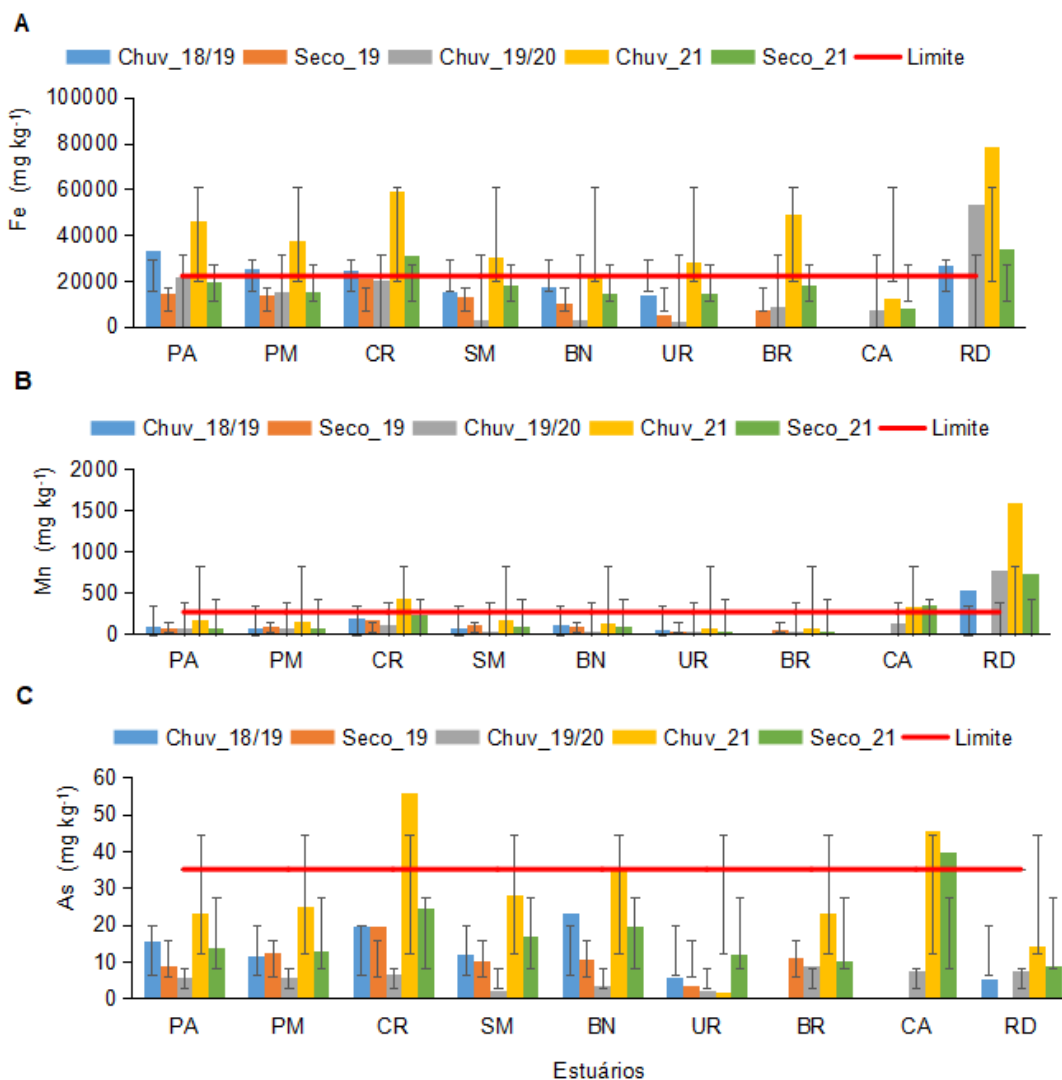 A
Chuv_18/19 Seco_19 Chuv_19/20 Chuv_21 Seco_21 Limite
Fe (mg kg-1)
100000
80000
60000
40000
20000
0
PA PM CR SM BN UR BR CA RD
B
Chuv_18/19 Seco_19 Chuv_19/20 Chuv_21 Seco_21 Limite
Mn (mg kg-1)
2000
1500
1000
500
0
PA PM CR SM BN UR BR CA RD
C
Chuv_18/19 Seco_19 Chuv_19/20 Chuv_21 Seco_21 Limite
As (mg kg-1)
60
50
40
30
20
10
0
PA PM CR SM BN UR BR CA RD
Estuários